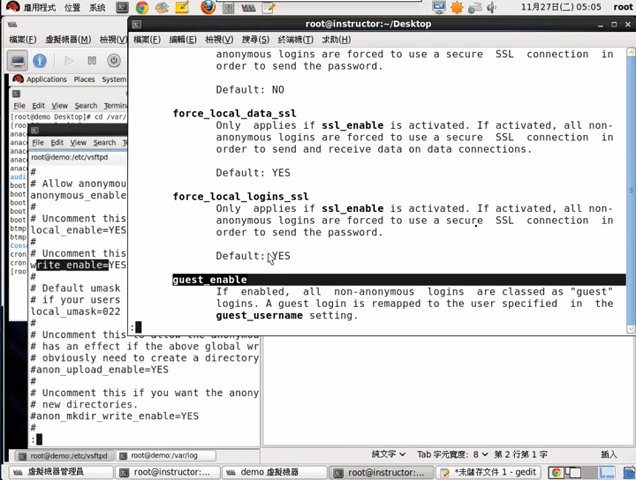 應用程式 位置 系統
11月27日(二) 05:05
root@instructor:~/Desktop
檔案(F) 虛擬機器(M) 檢視(V)
檔案(F) 編輯(E) 檢視(V) 搜尋(S) 終端機(T) 求助(H)
anonymous logins are forced to use a secure SSL connection in
order to send the password.
Default: NO
force_local_data_ssl
Only applies if ssl_enable is activated. If activated, all non-
anonymous logins are forced to use a secure SSL connection in
order to send and receive data on data connections.
Default: YES
force_local_logins_ssl
Only applies if ssl_enable is activated. If activated, all non-
anonymous logins are forced to use a secure SSL connection in
order to send the password.
Default: YES
guest_enable
If enabled, all non-anonymous logins are classed as "guest"
logins. A guest login is remapped to the user specified in the
guest_username setting.
:
Applications Places System
File Edit View Search Terminal
[root@demo Desktop]# cd /var/
File Edit View Search
root@demo:/etc/vsftpd
#
# Allow anonymous
anonymous_enable
#
# Uncomment this
local_enable=YES
#
# Uncomment this
write_enable=YES
#
# Default umask
# if your users
local_umask=022
#
# Uncomment this to allow the anonymou
# has an effect if the above global wr
# obviously need to create a directory
#anon_upload_enable=YES
#
# Uncomment this if you want the anony
# new directories.
#anon_mkdir_write_enable=YES
#
:
root@demo:/etc/vsftpd
root@demo:/var/log
純文字 Tab 字元寬度: 8 第 2 行第 1 字 插入
虛擬機器管理員
root@instructor:...
demo 虛擬機器
root@instructor:...
*未儲存文件 1 - gedit